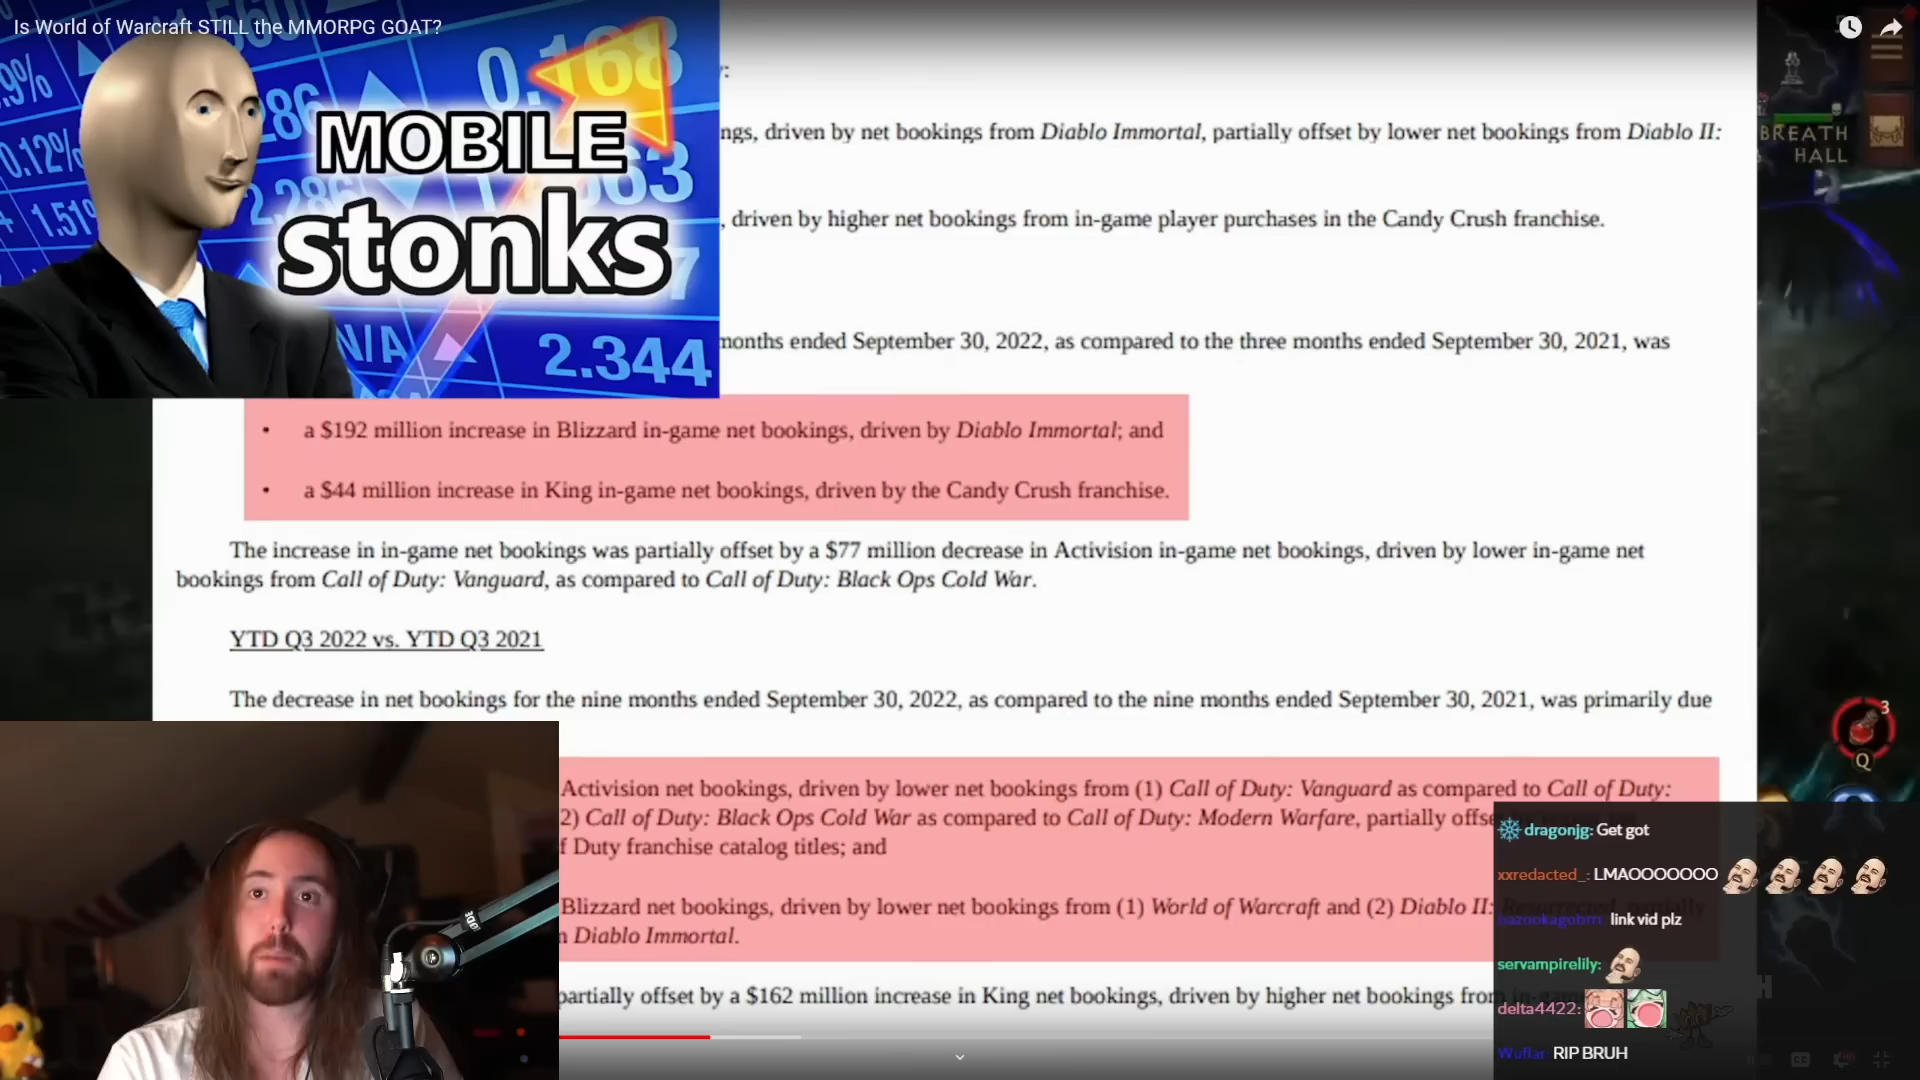 Is World of Warcraft STILL the MMORPG GOAT?
0.168
.9%
0.12%
MOBILE
stonks
N/A
2.344
ngs, driven by net bookings from Diablo Immortal, partially offset by lower net bookings from Diablo II:
, driven by higher net bookings from in-game player purchases in the Candy Crush franchise.
months ended September 30, 2022, as compared to the three months ended September 30, 2021, was
• a $192 million increase in Blizzard in-game net bookings, driven by Diablo Immortal; and
• a $44 million increase in King in-game net bookings, driven by the Candy Crush franchise.
The increase in in-game net bookings was partially offset by a $77 million decrease in Activision in-game net bookings, driven by lower in-game net
bookings from Call of Duty: Vanguard, as compared to Call of Duty: Black Ops Cold War.
YTD Q3 2022 vs. YTD Q3 2021
The decrease in net bookings for the nine months ended September 30, 2022, as compared to the nine months ended September 30, 2021, was primarily due
Activision net bookings, driven by lower net bookings from (1) Call of Duty: Vanguard as compared to Call of Duty:
2) Call of Duty: Black Ops Cold War as compared to Call of Duty: Modern Warfare, partially offse
f Duty franchise catalog titles; and
Blizzard net bookings, driven by lower net bookings from (1) World of Warcraft and (2) Diablo II: Resurrected, partially
n Diablo Immortal.
partially offset by a $162 million increase in King net bookings, driven by higher net bookings from in-
BREATH
HALL
3
Q
dragonjg: Get got
xxredacted_: LMAOOOOOOO
link vid plz
servampirelily:
delta4422:
Wuflar: RIP BRUH